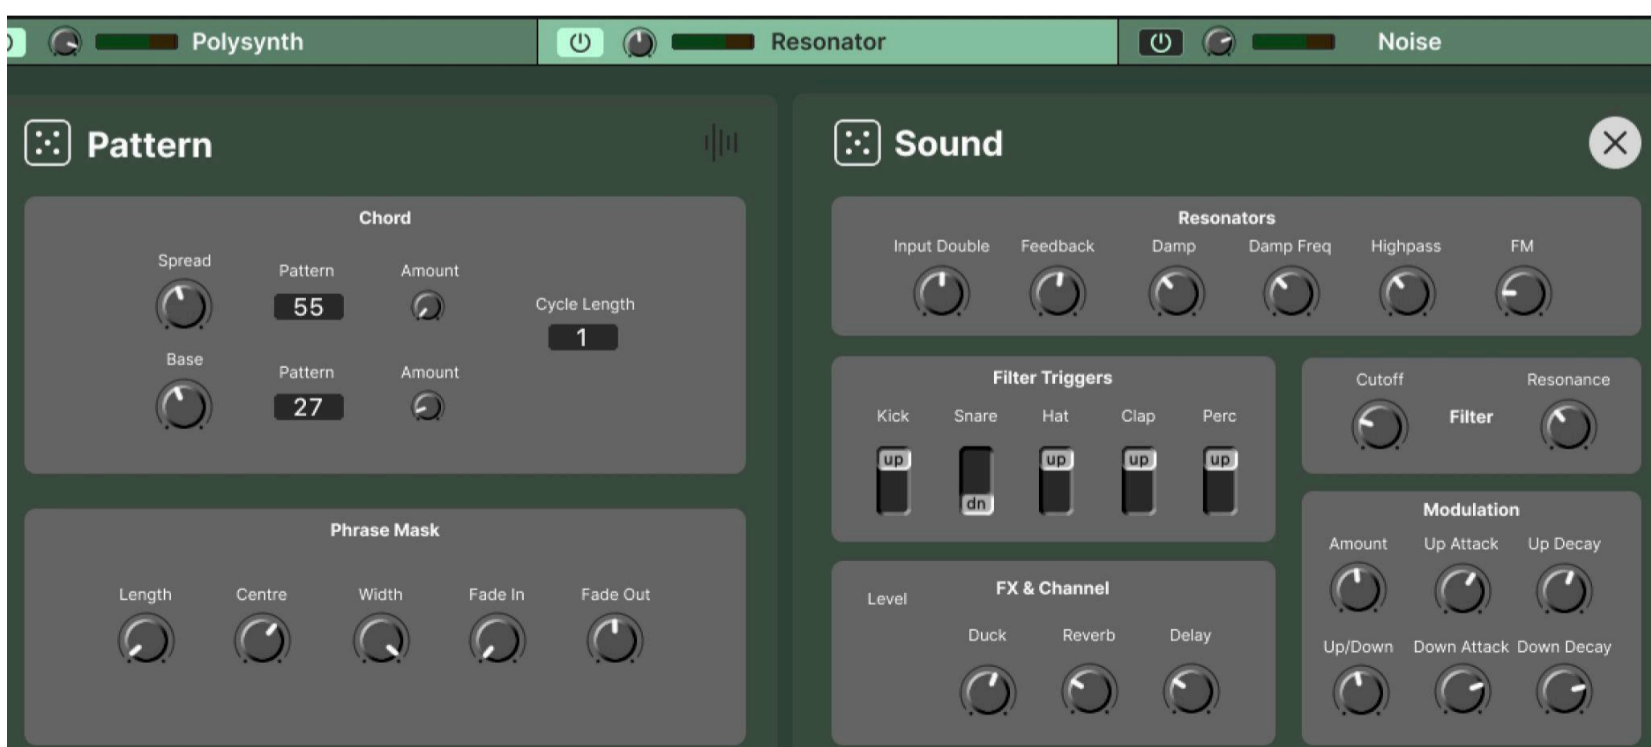 Polysynth
Resonator
Noise
Pattern
Chord
Spread
Pattern
Amount
55
Cycle Length
1
Base
Pattern
Amount
27
Phrase Mask
Length Centre Width Fade In Fade Out
Sound
Resonators
Input Double Feedback Damp Damp Freq Highpass FM
Filter Triggers
Kick Snare Hat Clap Perc
up dn up up up
Cutoff Filter Resonance
FX & Channel
Level
Duck Reverb Delay
Modulation
Amount Up Attack Up Decay
Up/Down Down Attack Down Decay